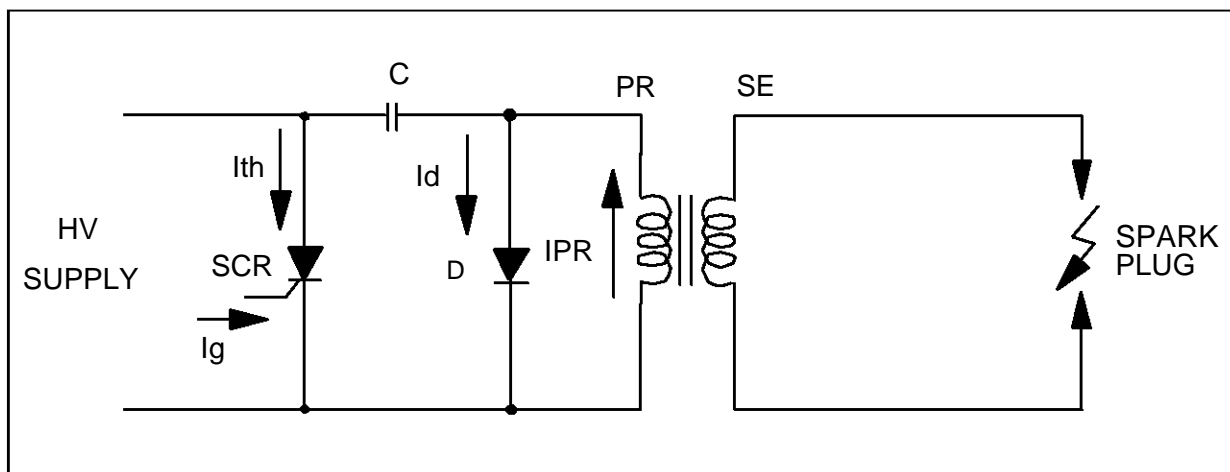 C
PR
SE
Ith
Id
HV
SUPPLY
SCR
D
IPR
SPARK
PLUG
Ig